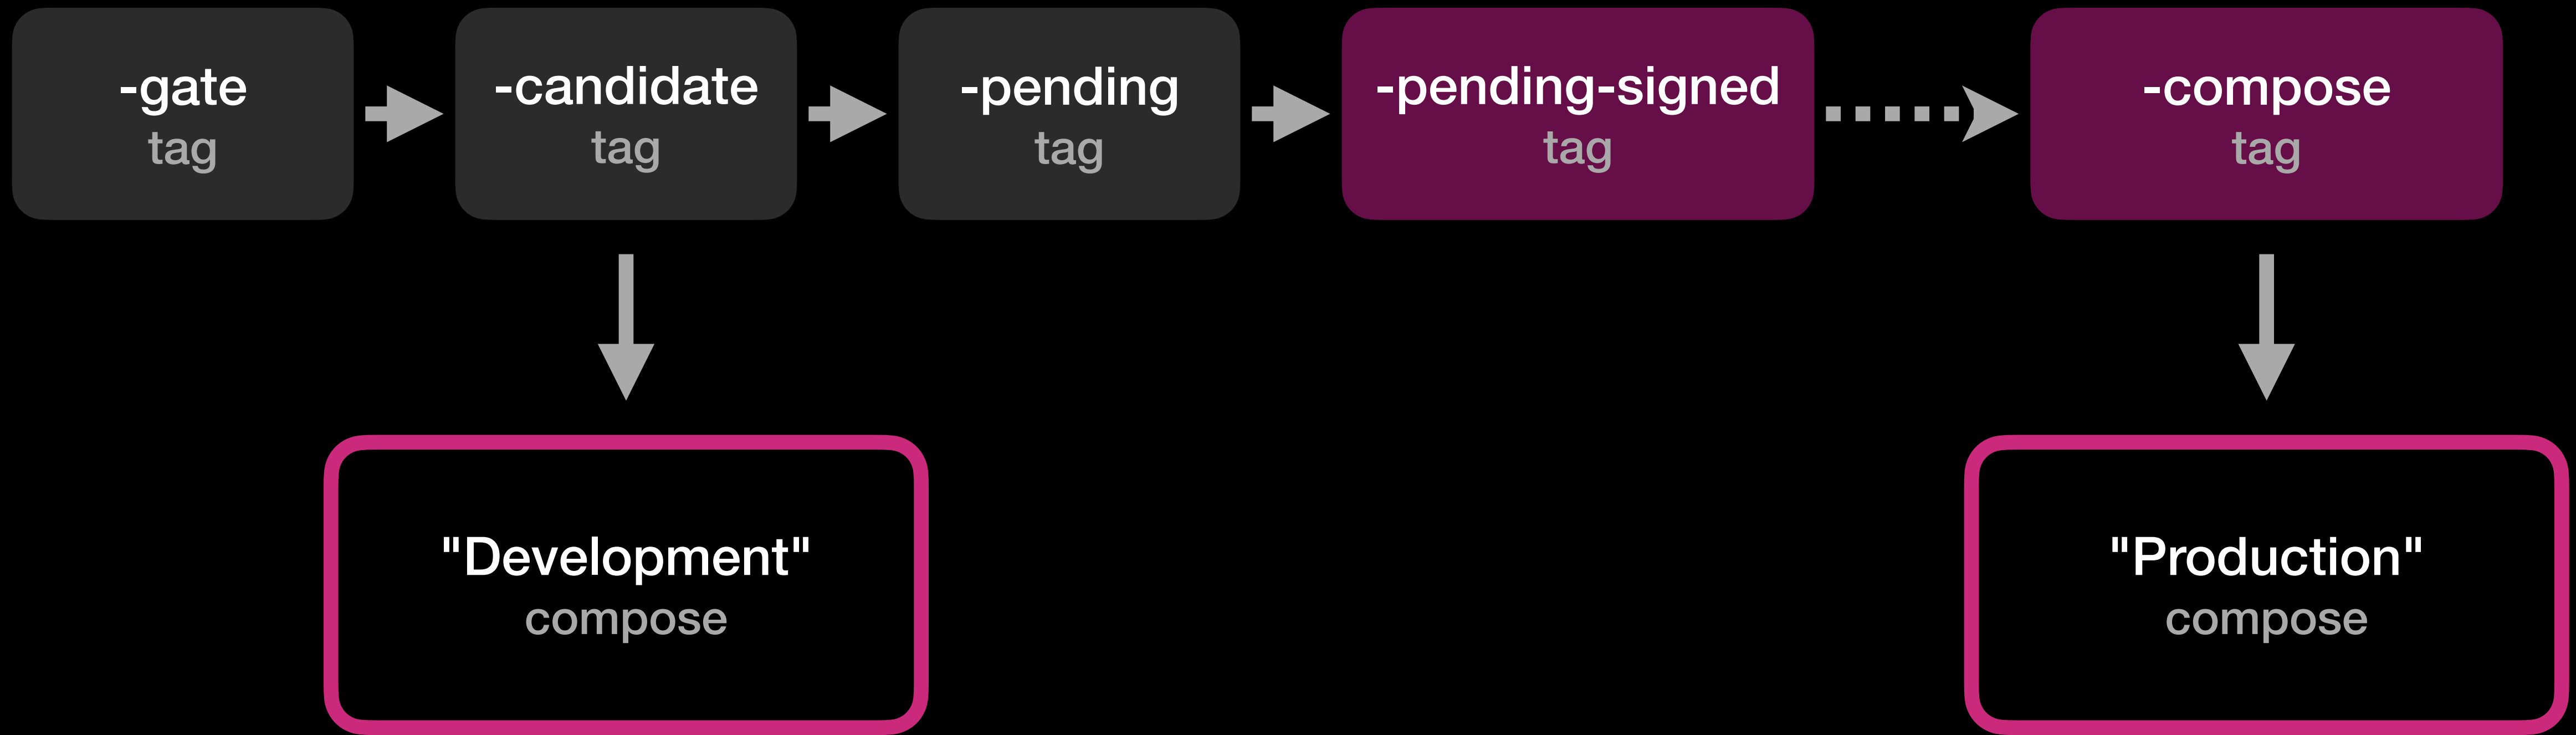 -gate
tag
-candidate
tag
-pending
tag
-pending-signed
tag
-compose
tag
"Development"
compose
"Production"
compose